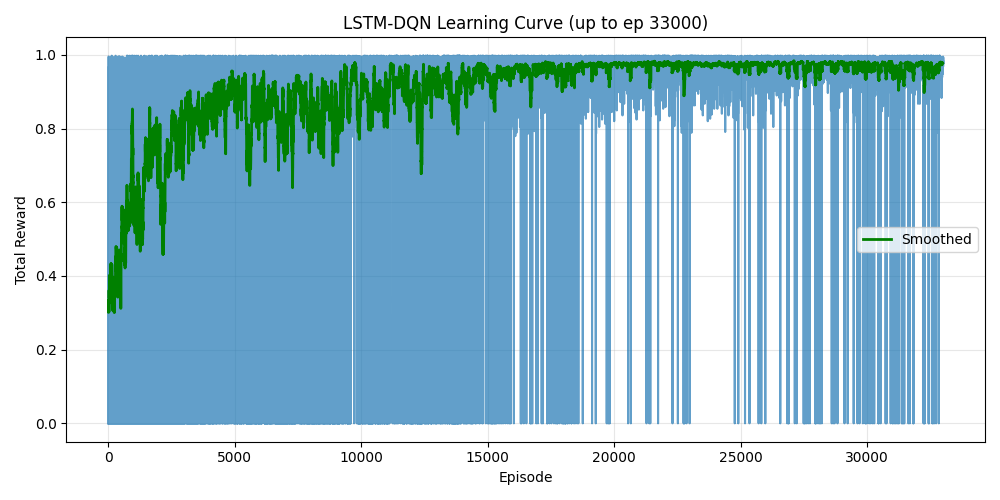 LSTM-DQN Learning Curve (up to ep 33000)
1.0
0.8
0.6
0.4
0.2
0.0
Total Reward
Smoothed
0 5000 10000 15000 20000 25000 30000
Episode